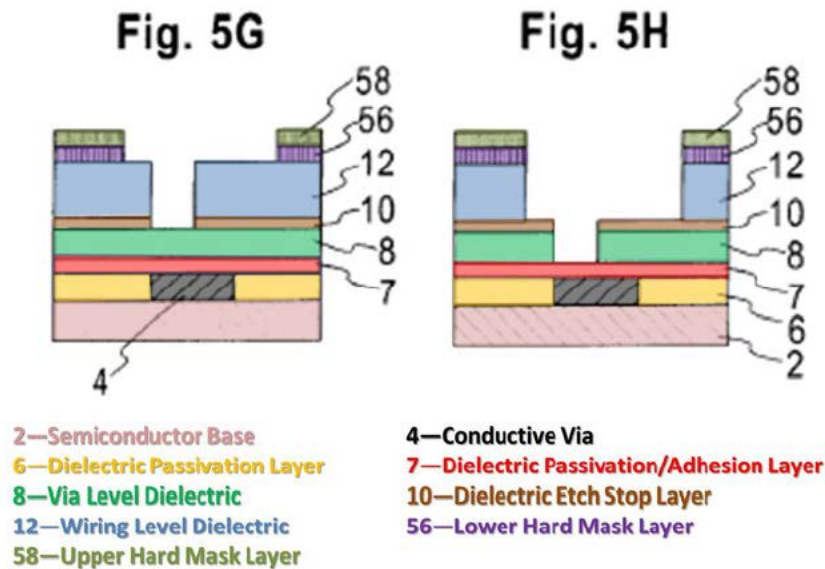 Fig. 5G
Fig. 5H
58
56
12
10
8
7
4
58
56
12
10
8
7
6
2
2—Semiconductor Base
4—Conductive Via
6—Dielectric Passivation Layer
7—Dielectric Passivation/Adhesion Layer
8—Via Level Dielectric
10—Dielectric Etch Stop Layer
12—Wiring Level Dielectric
56—Lower Hard Mask Layer
58—Upper Hard Mask Layer